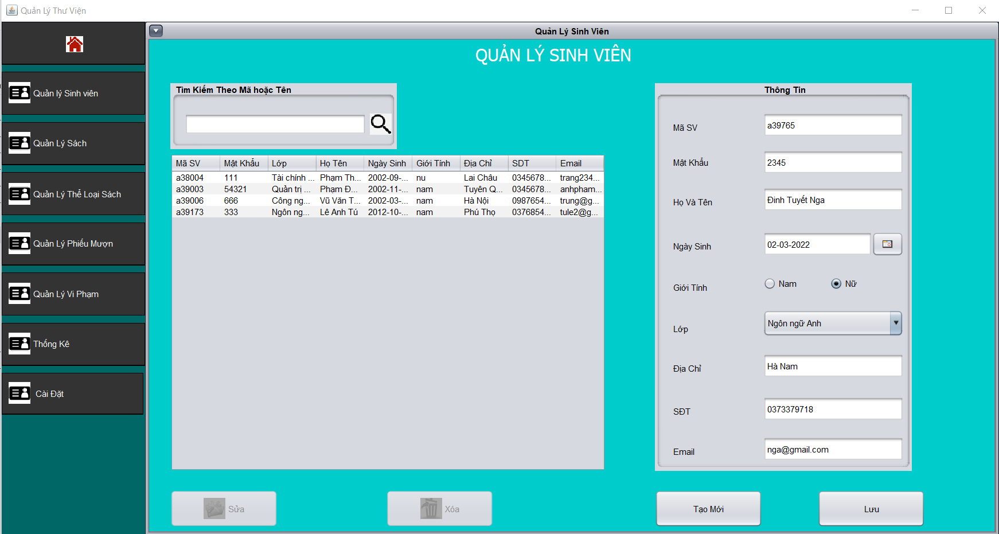 Quản Lý Thư Viện
Quản lý Sinh viên
Quản Lý Sách
Quản Lý Thể Loại Sách
Quản Lý Phiếu Mượn
Quản Lý Vi Phạm
Thống Kê
Cài Đặt
Quản Lý Sinh Viên
QUẢN LÝ SINH VIÊN
Tìm Kiếm Theo Mã hoặc Tên
Mã SV Mật Khẩu Lớp Họ Tên Ngày Sinh Giới Tính Địa Chỉ SDT Email
a38004 111 Tài chính ... Phạm Th... 2002-09-... nu Lai Châu 0345678... trang234...
a39003 54321 Quản trị ... Phạm Đ... 2002-11-... nam Tuyên Q... 0345678... anhpham...
a39006 666 Công ng... Vũ Văn T... 2002-03-... nam Hà Nội 0987654... trung@g...
a39173 333 Ngôn ng... Lê Anh Tú 2012-10-... nam Phú Thọ 0376854... tule2@g...
Sửa
Xóa
Thông Tin
Mã SV a39765
Mật Khẩu 2345
Họ Và Tên Đinh Tuyết Nga
Ngày Sinh 02-03-2022
Giới Tính Nam Nữ
Lớp Ngôn ngữ Anh
Địa Chỉ Hà Nam
SĐT 0373379718
Email nga@gmail.com
Tạo Mới
Lưu